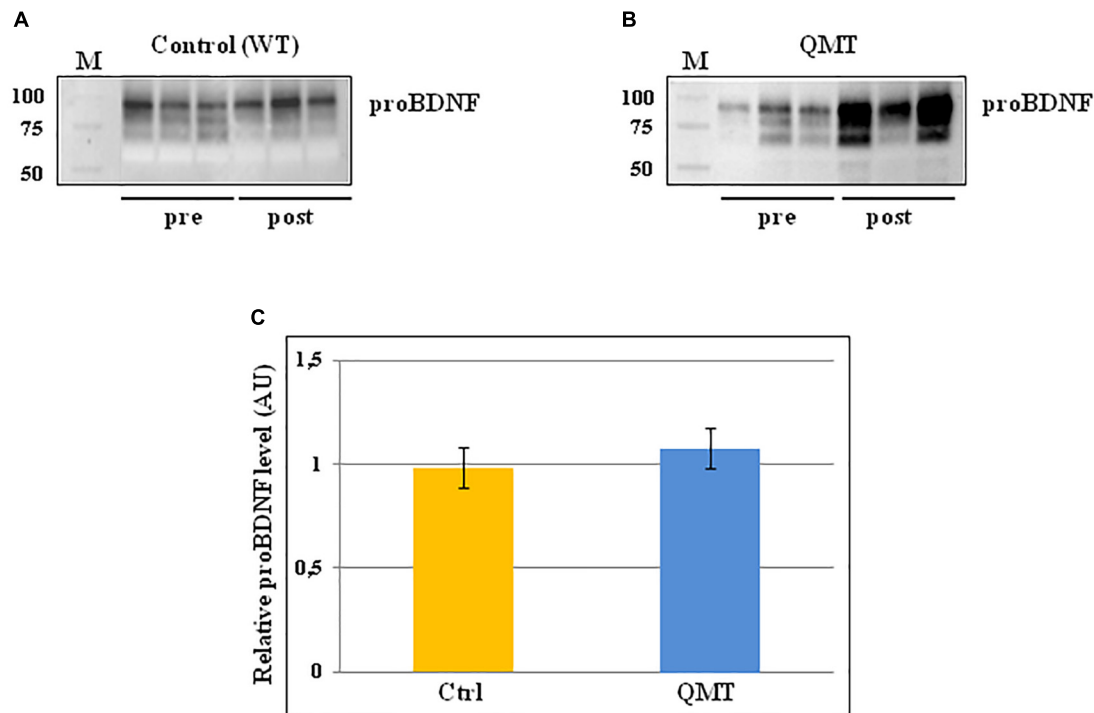 A
Control (WT)
M
100
75
50
proBDNF
pre
post
B
QMT
M
100
75
50
proBDNF
pre
post
C
Relative proBDNF level (AU)
1,5
1
0,5
0
Ctrl
QMT